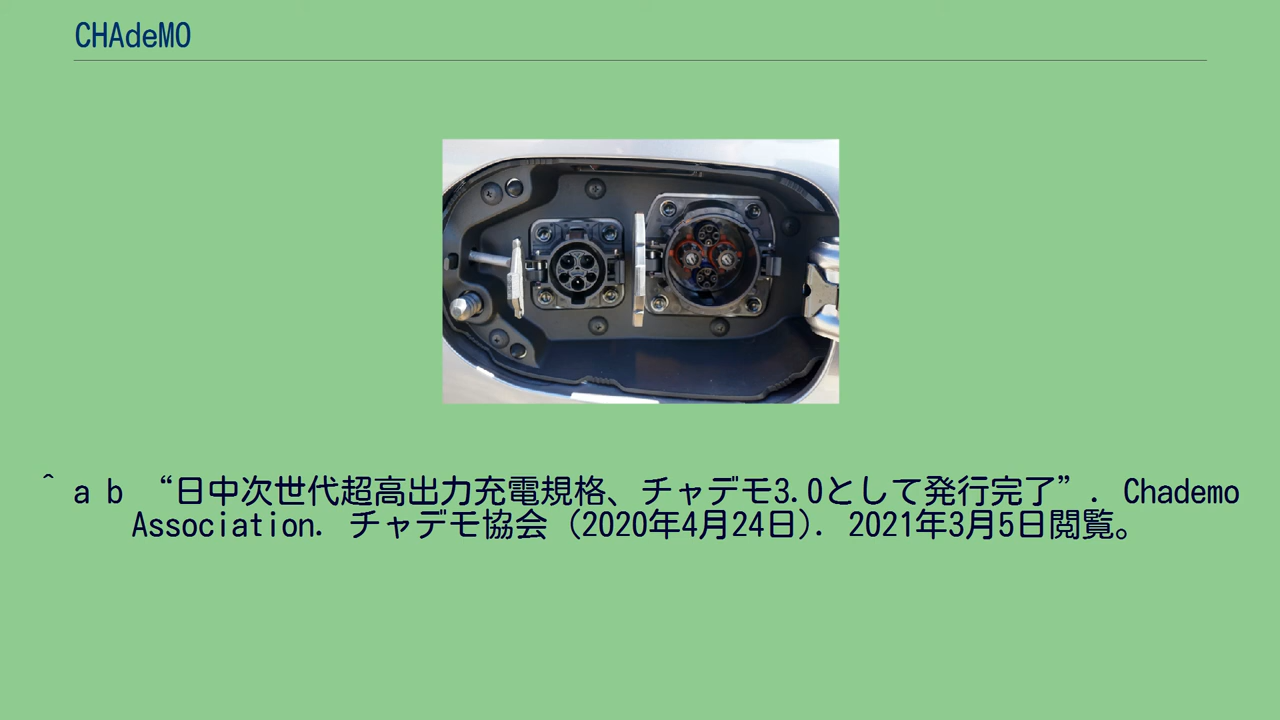 CHAdeMO
^ a b “日中次世代超高出力充電規格、チャデモ3.0として発行完了”. Chademo
Association. チャデモ協会 (2020年4月24日). 2021年3月5日閲覧。